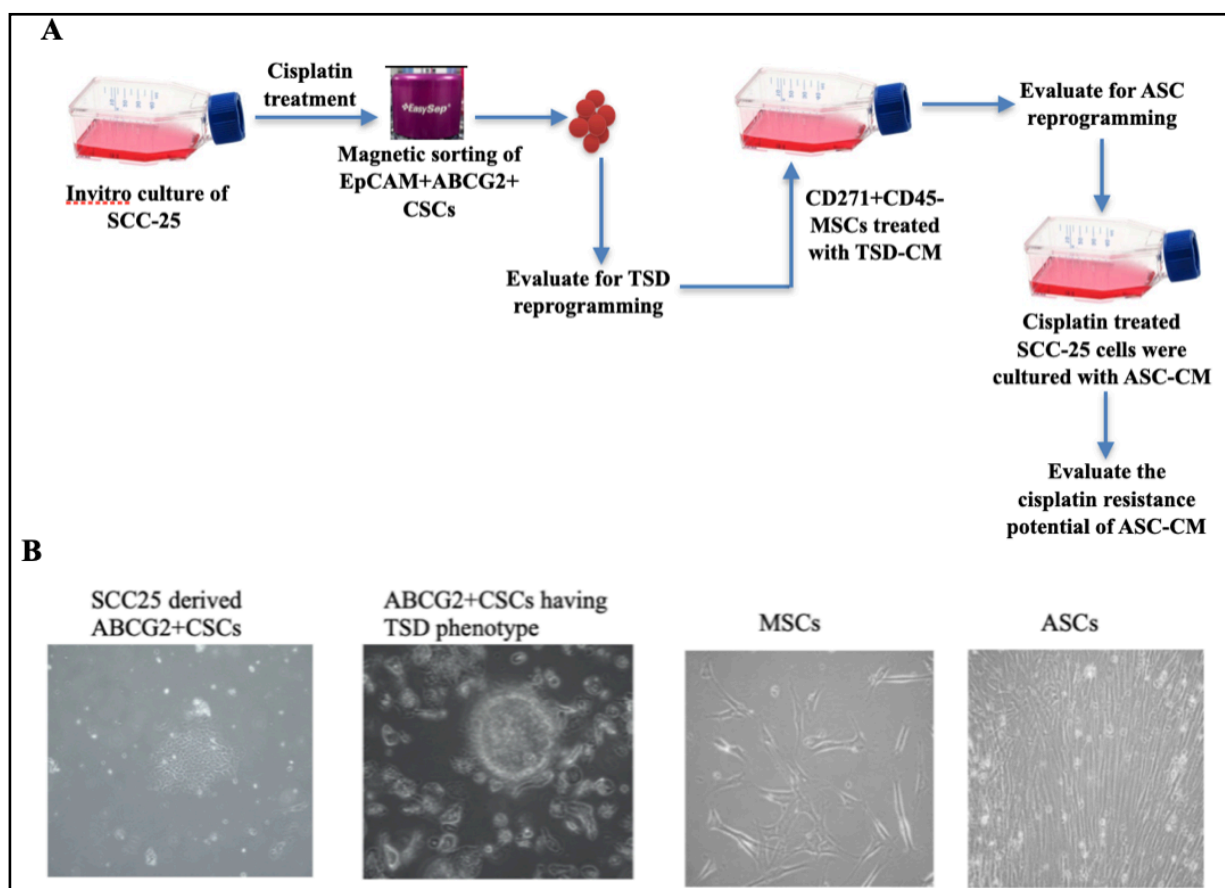 A
Cisplatin
treatment
EasySep
Invitro culture of
SCC-25
Magnetic sorting of
EpCAM+ABCG2+
CSCs
Evaluate for TSD
reprogramming
CD271+CD45-
MSCs treated
with TSD-CM
Evaluate for ASC
reprogramming
Cisplatin treated
SCC-25 cells were
cultured with ASC-CM
Evaluate the
cisplatin resistance
potential of ASC-CM
B
SCC25 derived
ABCG2+CSCs
ABCG2+CSCs having
TSD phenotype
MSCs
ASCs